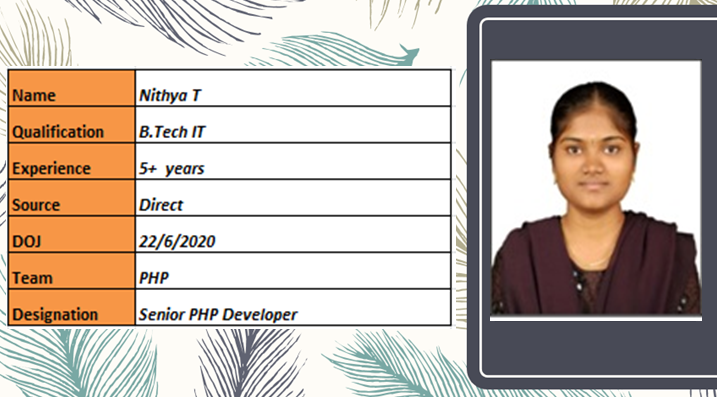 Name Nithya T
Qualification B.Tech IT
Experience 5+ years
Source Direct
DOJ 22/6/2020
Team PHP
Designation Senior PHP Developer